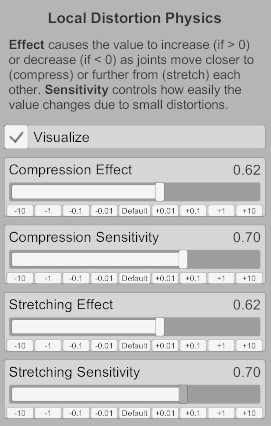 Local Distortion Physics
Effect causes the value to increase (if > 0)
or decrease (if < 0) as joints move closer to
(compress) or further from (stretch) each
other. Sensitivity controls how easily the
value changes due to small distortions.
Visualize
Compression Effect 0.62
-10 -1 -0.1 -0.01 Default +0.01 +0.1 +1 +10
Compression Sensitivity 0.70
-10 -1 -0.1 -0.01 Default +0.01 +0.1 +1 +10
Stretching Effect 0.62
-10 -1 -0.1 -0.01 Default +0.01 +0.1 +1 +10
Stretching Sensitivity 0.70
-10 -1 -0.1 -0.01 Default +0.01 +0.1 +1 +10